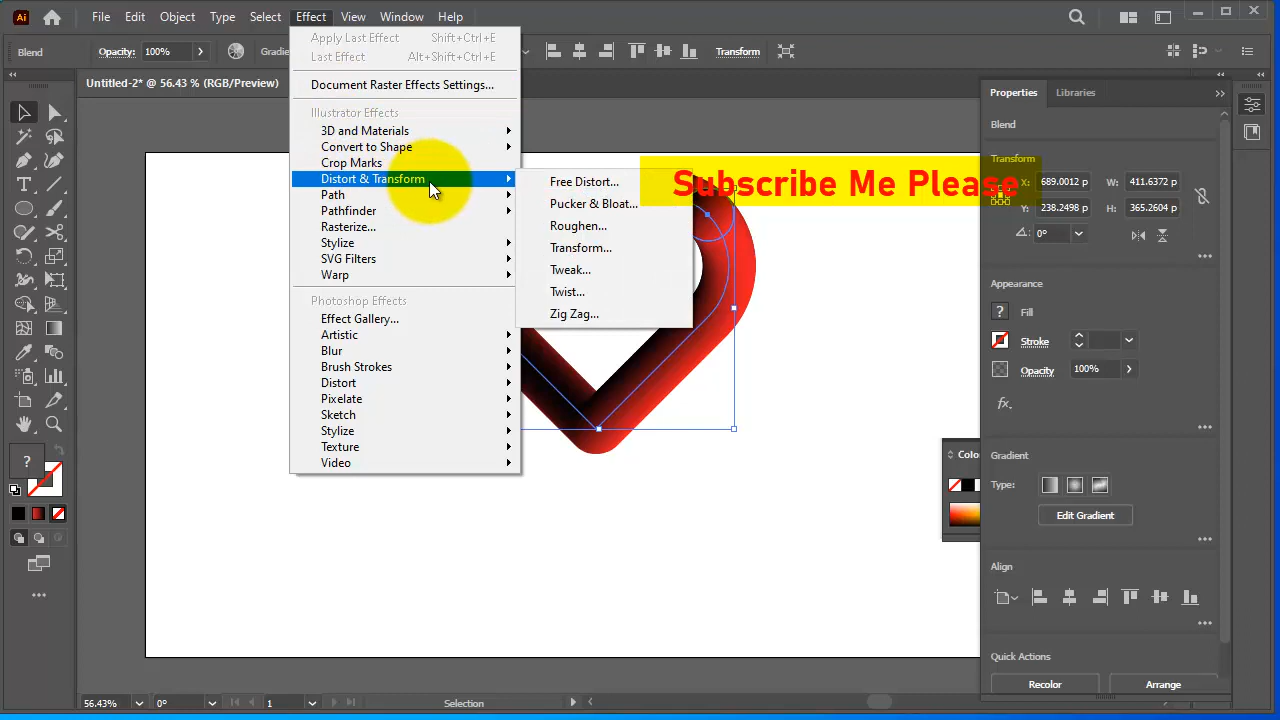 Ai File Edit Object Type Select Effect View Window Help
Blend Opacity: 100% Gradie Transform
Untitled-2* @ 56.43 % (RGB/Preview)
Apply Last Effect Shift+Ctrl+E
Last Effect Alt+Shift+Ctrl+E
Document Raster Effects Settings...
Illustrator Effects
3D and Materials
Convert to Shape
Crop Marks
Distort & Transform
Path
Pathfinder
Rasterize...
Stylize
SVG Filters
Warp
Photoshop Effects
Effect Gallery...
Artistic
Blur
Brush Strokes
Distort
Pixelate
Sketch
Stylize
Texture
Video
Free Distort...
Pucker & Bloat...
Roughen...
Transform...
Tweak...
Twist...
Zig Zag...
Subscribe Me Please
Properties Libraries
Blend
Transform
X: 689.0012 p W: 411.6372 p
Y: 238.2498 p H: 365.2604 p
0°
Appearance
? Fill
Stroke
Opacity 100%
fx.
Gradient
Type:
Edit Gradient
Align
Quick Actions
Recolor Arrange
Colo
?
56.43% 0° 1 Selection